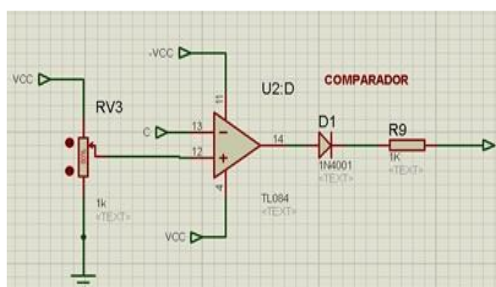 -VCC
COMPARADOR
VCC
U2:D
RV3
11
D1
R9
C
13
14
12
1N4001
1K
<TEXT>
<TEXT>
TL084
<TEXT>
4
1k
<TEXT>
VCC